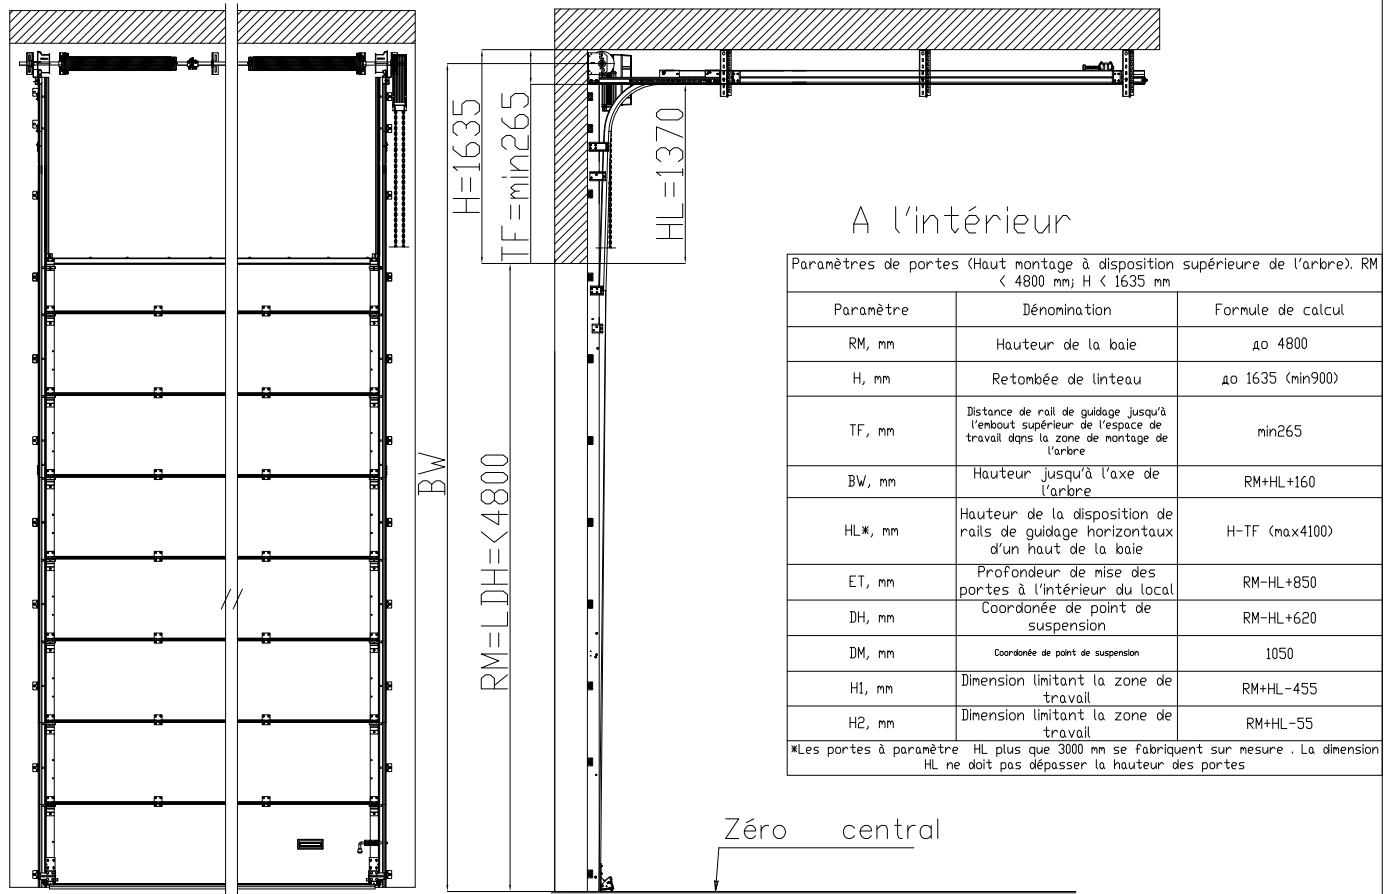 H=1635
TF=min265
HL=1370
BW
RM=LDH=<4800
A l'intérieur
Paramètres de portes (Haut montage à disposition supérieure de l'arbre). RM
< 4800 mm; H < 1635 mm
Paramètre Dénomination Formule de calcul
RM, mm Hauteur de la baie до 4800
H, mm Retombée de linteau до 1635 (min900)
TF, mm Distance de rail de guidage jusqu'à
l'embout supérieur de l'espace de
travail dqns la zone de montage de
l'arbre
min265
BW, mm Hauteur jusqu'à l'axe de
l'arbre
RM+HL+160
HL*, mm Hauteur de la disposition de
rails de guidage horizontaux
d'un haut de la baie
H-TF (max4100)
ET, mm Profondeur de mise des
portes à l'intérieur du local
RM-HL+850
DH, mm Coordonée de point de
suspension
RM-HL+620
DM, mm Coordonée de point de suspension 1050
H1, mm Dimension limitant la zone de
travail
RM+HL-455
H2, mm Dimension limitant la zone de
travail
RM+HL-55
*Les portes à paramètre HL plus que 3000 mm se fabriquent sur mesure . La dimension
HL ne doit pas dépasser la hauteur des portes
Zéro central